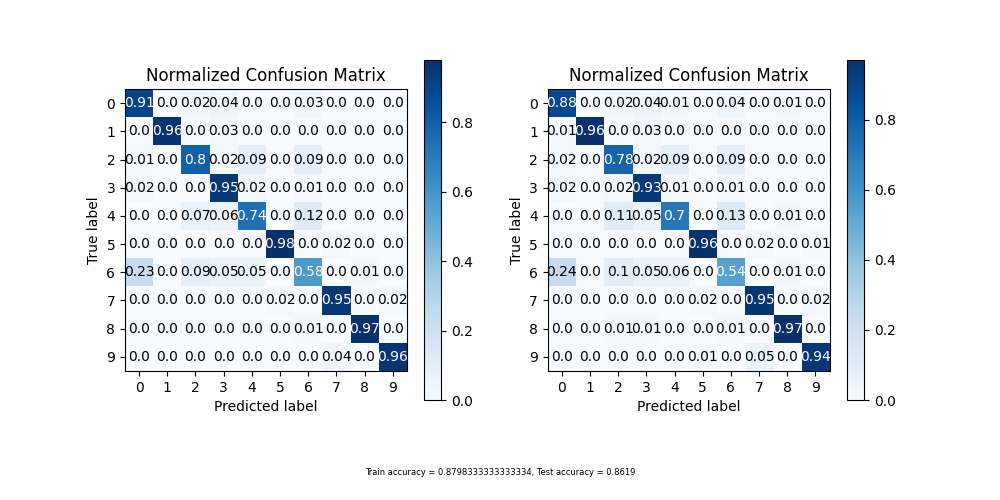 Normalized Confusion Matrix
0 0.91 0.0 0.02 0.04 0.0 0.0 0.03 0.0 0.0 0.0
1 0.0 0.96 0.0 0.03 0.0 0.0 0.0 0.0 0.0 0.0
2 0.01 0.0 0.8 0.02 0.09 0.0 0.09 0.0 0.0 0.0
3 0.02 0.0 0.0 0.95 0.02 0.0 0.01 0.0 0.0 0.0
4 0.0 0.0 0.07 0.06 0.74 0.0 0.12 0.0 0.0 0.0
5 0.0 0.0 0.0 0.0 0.0 0.98 0.0 0.02 0.0 0.0
6 0.23 0.0 0.09 0.05 0.05 0.0 0.58 0.0 0.01 0.0
7 0.0 0.0 0.0 0.0 0.0 0.02 0.0 0.95 0.0 0.02
8 0.0 0.0 0.0 0.0 0.0 0.0 0.01 0.0 0.97 0.0
9 0.0 0.0 0.0 0.0 0.0 0.0 0.0 0.04 0.0 0.96
0 1 2 3 4 5 6 7 8 9
True label
Predicted label
0.8
0.6
0.4
0.2
0.0
Normalized Confusion Matrix
0 0.88 0.0 0.02 0.04 0.01 0.0 0.04 0.0 0.01 0.0
1 0.01 0.96 0.0 0.03 0.0 0.0 0.0 0.0 0.0 0.0
2 0.02 0.0 0.78 0.02 0.09 0.0 0.09 0.0 0.0 0.0
3 0.02 0.0 0.02 0.93 0.01 0.0 0.01 0.0 0.0 0.0
4 0.0 0.0 0.11 0.05 0.7 0.0 0.13 0.0 0.01 0.0
5 0.0 0.0 0.0 0.0 0.0 0.96 0.0 0.02 0.0 0.01
6 0.24 0.0 0.1 0.05 0.06 0.0 0.54 0.0 0.01 0.0
7 0.0 0.0 0.0 0.0 0.0 0.02 0.0 0.95 0.0 0.02
8 0.0 0.0 0.01 0.01 0.0 0.0 0.01 0.0 0.97 0.0
9 0.0 0.0 0.0 0.0 0.0 0.01 0.0 0.05 0.0 0.94
0 1 2 3 4 5 6 7 8 9
True label
Predicted label
0.8
0.6
0.4
0.2
0.0
Train accuracy = 0.8798333333333334, Test accuracy = 0.8619